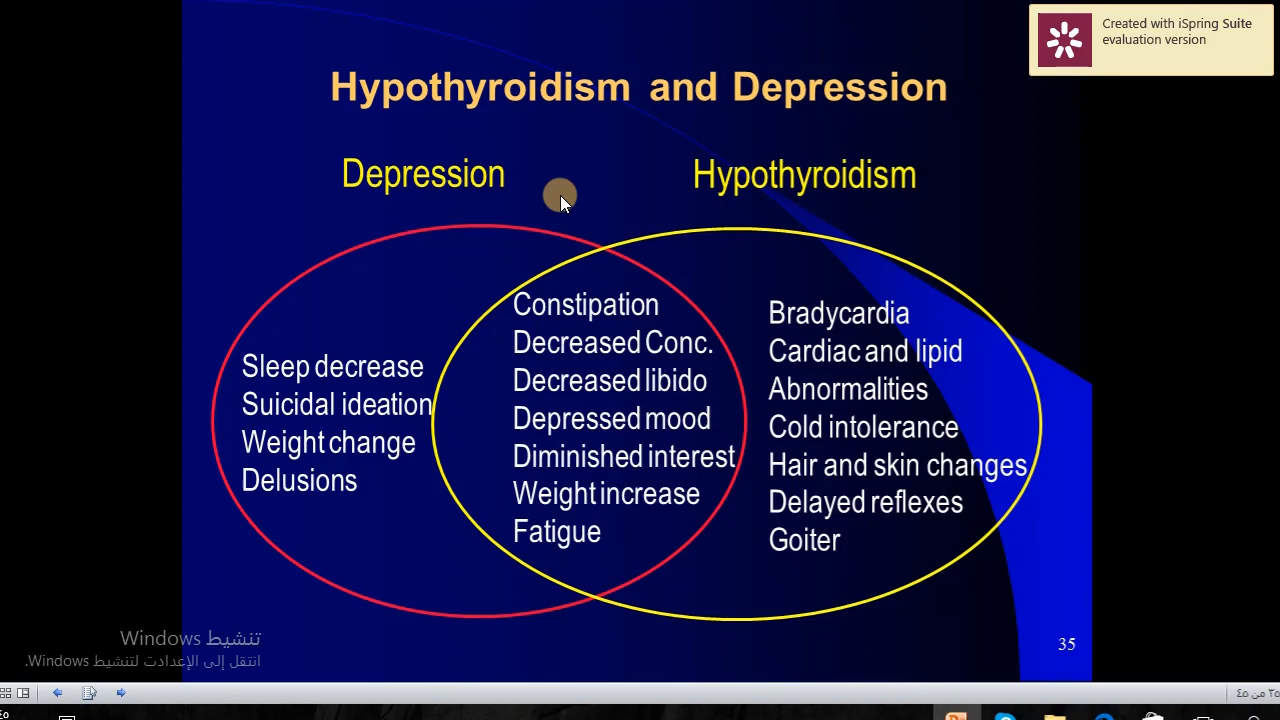 Created with iSpring Suite
evaluation version
Hypothyroidism and Depression
Depression
Hypothyroidism
Sleep decrease
Suicidal ideation
Weight change
Delusions
Constipation
Decreased Conc.
Decreased libido
Depressed mood
Diminished interest
Weight increase
Fatigue
Bradycardia
Cardiac and lipid
Abnormalities
Cold intolerance
Hair and skin changes
Delayed reflexes
Goiter
تنشيط Windows
انتقل إلى الإعدادت لتنشيط Windows.
35